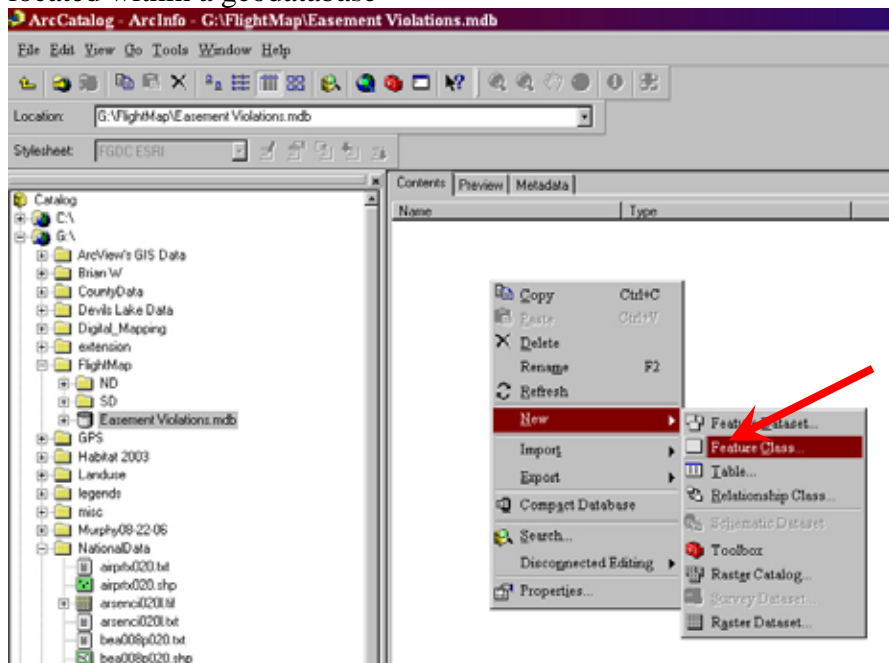 located within a geodatabase
ArcCatalog - ArcInfo - G:\FlightMap\Easement Violations.mdb
File Edit View Go Tools Window Help
Location: G:\FlightMap\Easement Violations.mdb
Stylesheet: FGDC ESRI
Contents Preview Metadata
Name Type
Catalog
C:\
G:\
ArcView's GIS Data
Brian W
CountyData
Devils Lake Data
Digital_Mapping
extension
FlightMap
ND
SD
Easement Violations.mdb
GPS
Habitat 2003
Landuse
legends
misc
Murphy08-22-06
NationalData
airprtx020.txt
airprtx020.shp
arsenci020l.tif
arsenci020l.txt
bea008p020.txt
bea008p020.shp
Copy Ctrl+C
Paste Ctrl+V
Delete
Rename F2
Refresh
New
Import
Export
Compact Database
Search...
Disconnected Editing
Properties...
Feature Dataset...
Feature Class...
Table...
Relationship Class...
Schematic Dataset
Toolbox
Raster Catalog...
Survey Dataset...
Raster Dataset...